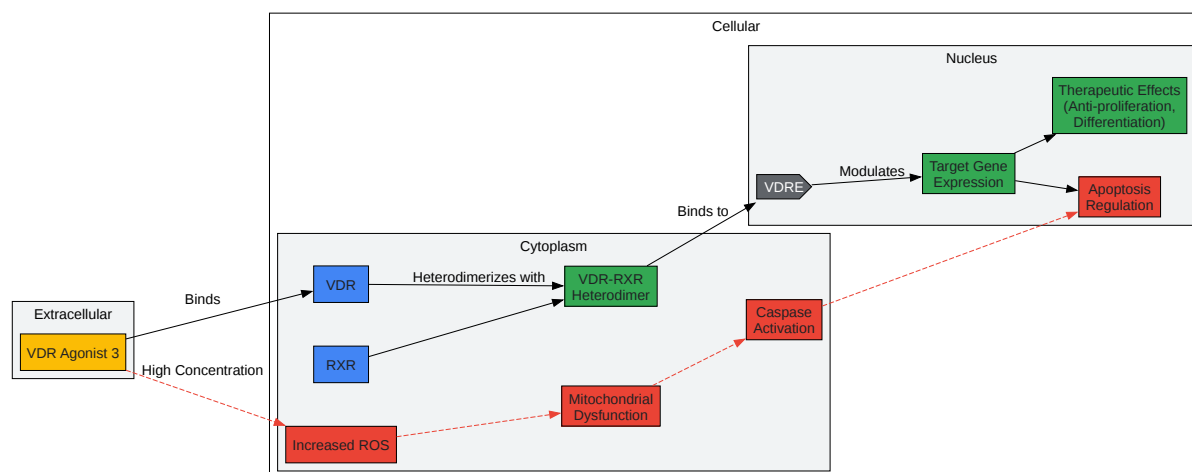 Cellular
Nucleus
Therapeutic Effects
(Anti-proliferation,
Differentiation)
Target Gene
Expression
Modulates
VDRE
Apoptosis
Regulation
Binds to
Cytoplasm
VDR
Heterodimerizes with
VDR-RXR
Heterodimer
Binds
Extracellular
VDR Agonist 3
Caspase
Activation
RXR
High Concentration
Mitochondrial
Dysfunction
Increased ROS